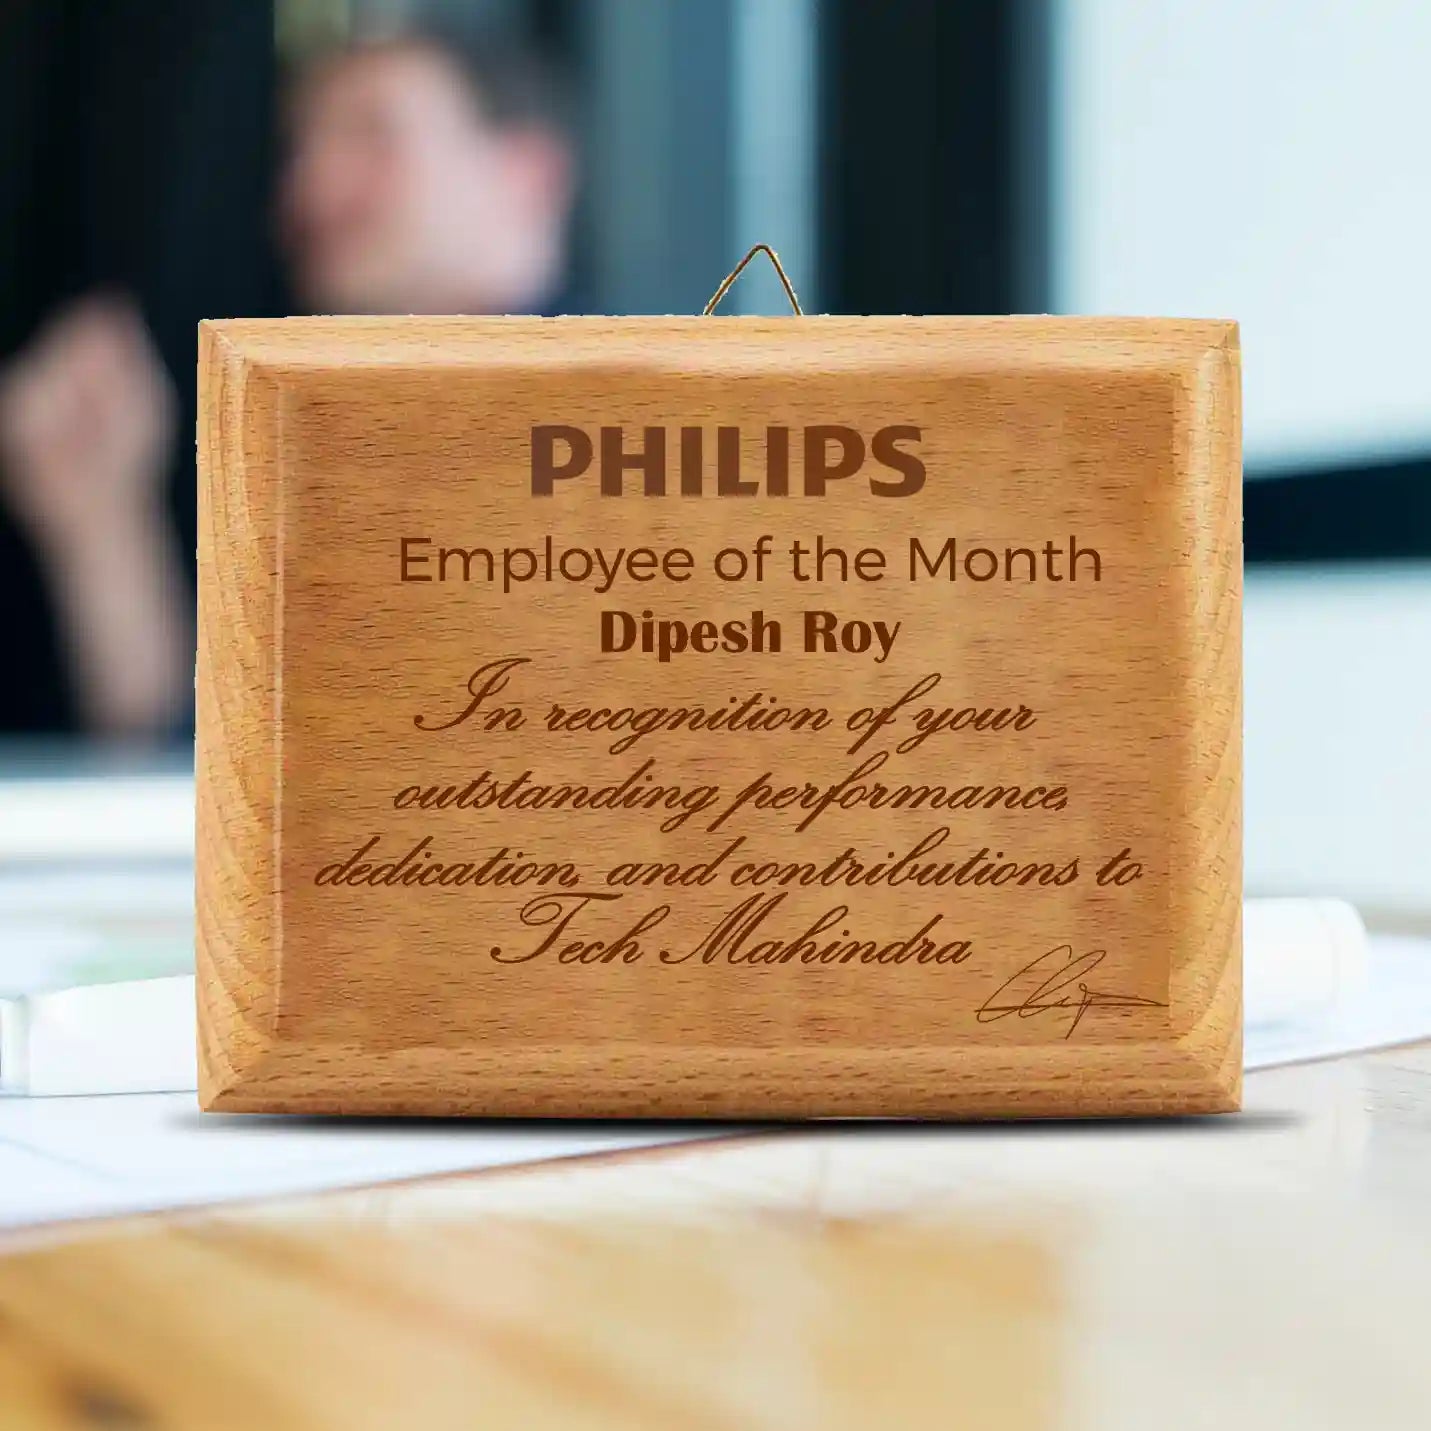 PHILIPS
Employee of the Month
Dipesh Roy
In recognition of your
outstanding performance,
dedication, and contributions to
Tech Mahindra